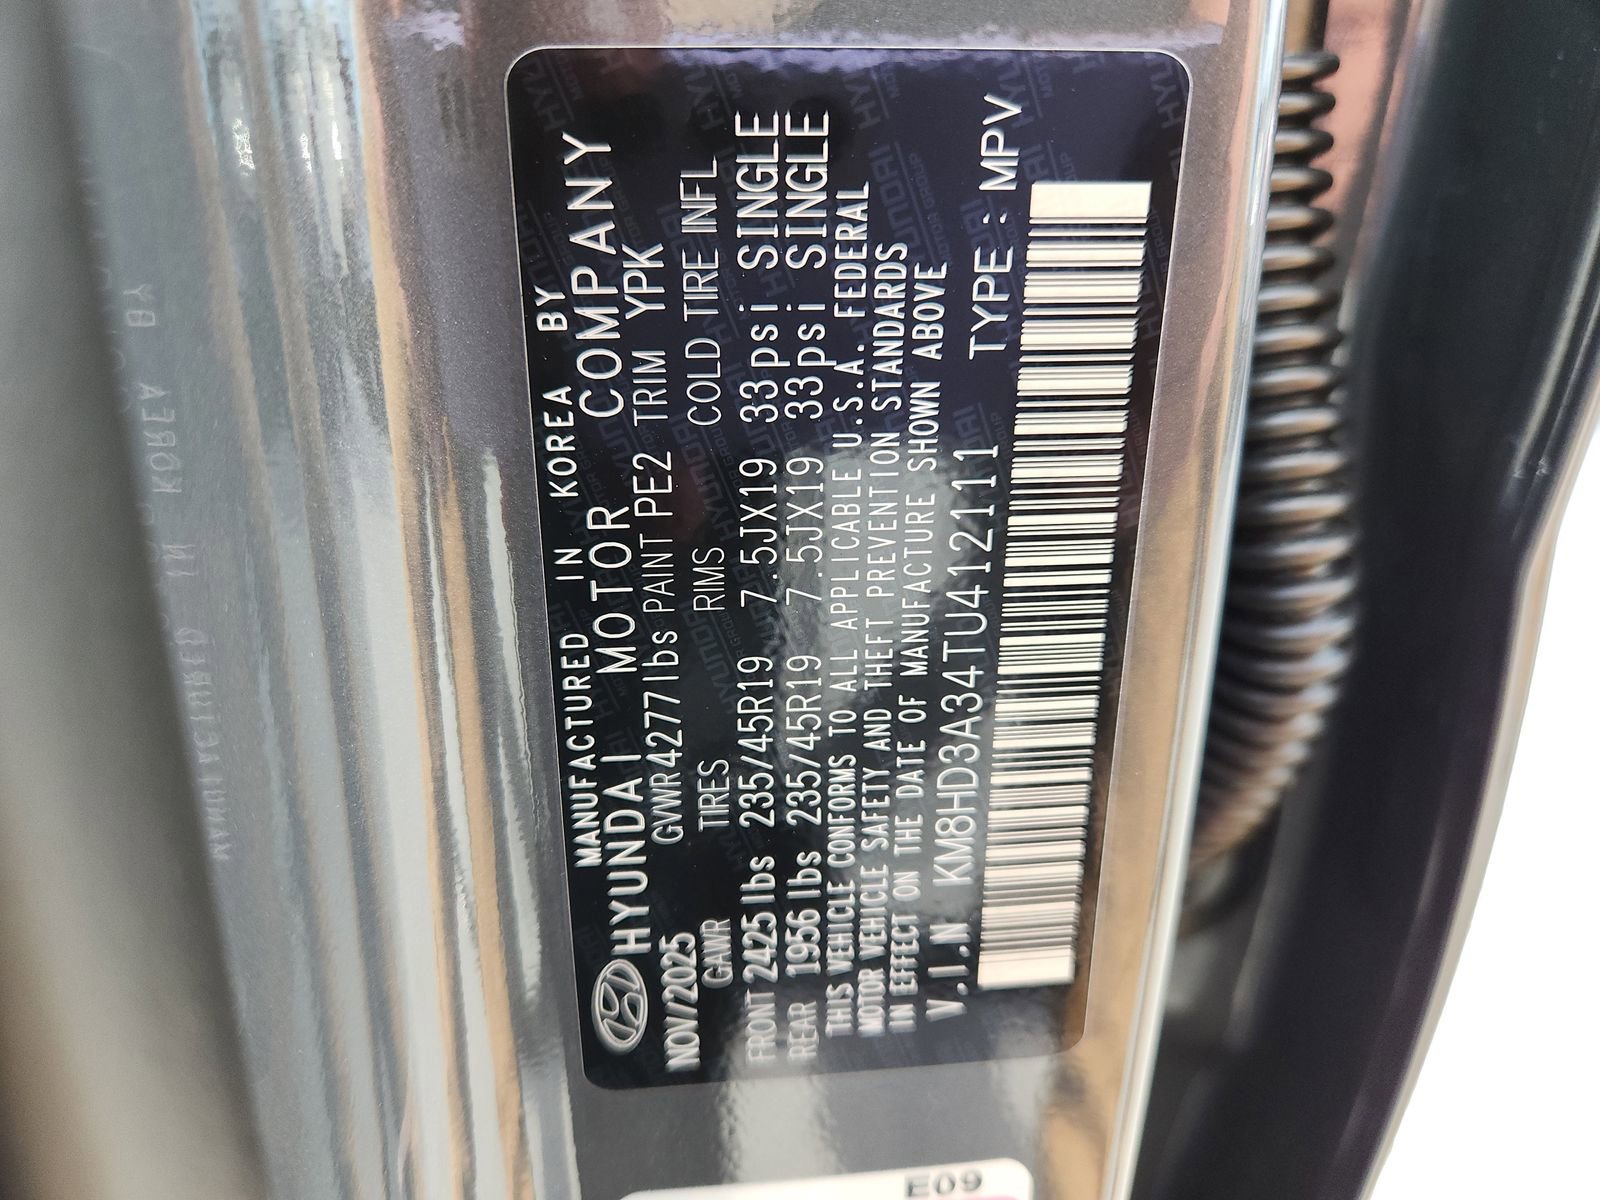 MANUFACTURED IN KOREA BY
HYUNDAI MOTOR COMPANY
NOV/2025 GVWR4277lbs PAINT PE2 TRIM YPK
GAWR TIRES RIMS COLD TIRE INFL
FRONT 2425lbs 235/45R19 7.5JX19 33psi SINGLE
REAR 1956lbs 235/45R19 7.5JX19 33psi SINGLE
THIS VEHICLE CONFORMS TO ALL APPLICABLE U.S.A. FEDERAL
MOTOR VEHICLE SAFETY AND THEFT PREVENTION STANDARDS
IN EFFECT ON THE DATE OF MANUFACTURE SHOWN ABOVE
V.I.N KM8HD3A34TU412111 TYPE : MPV
E09